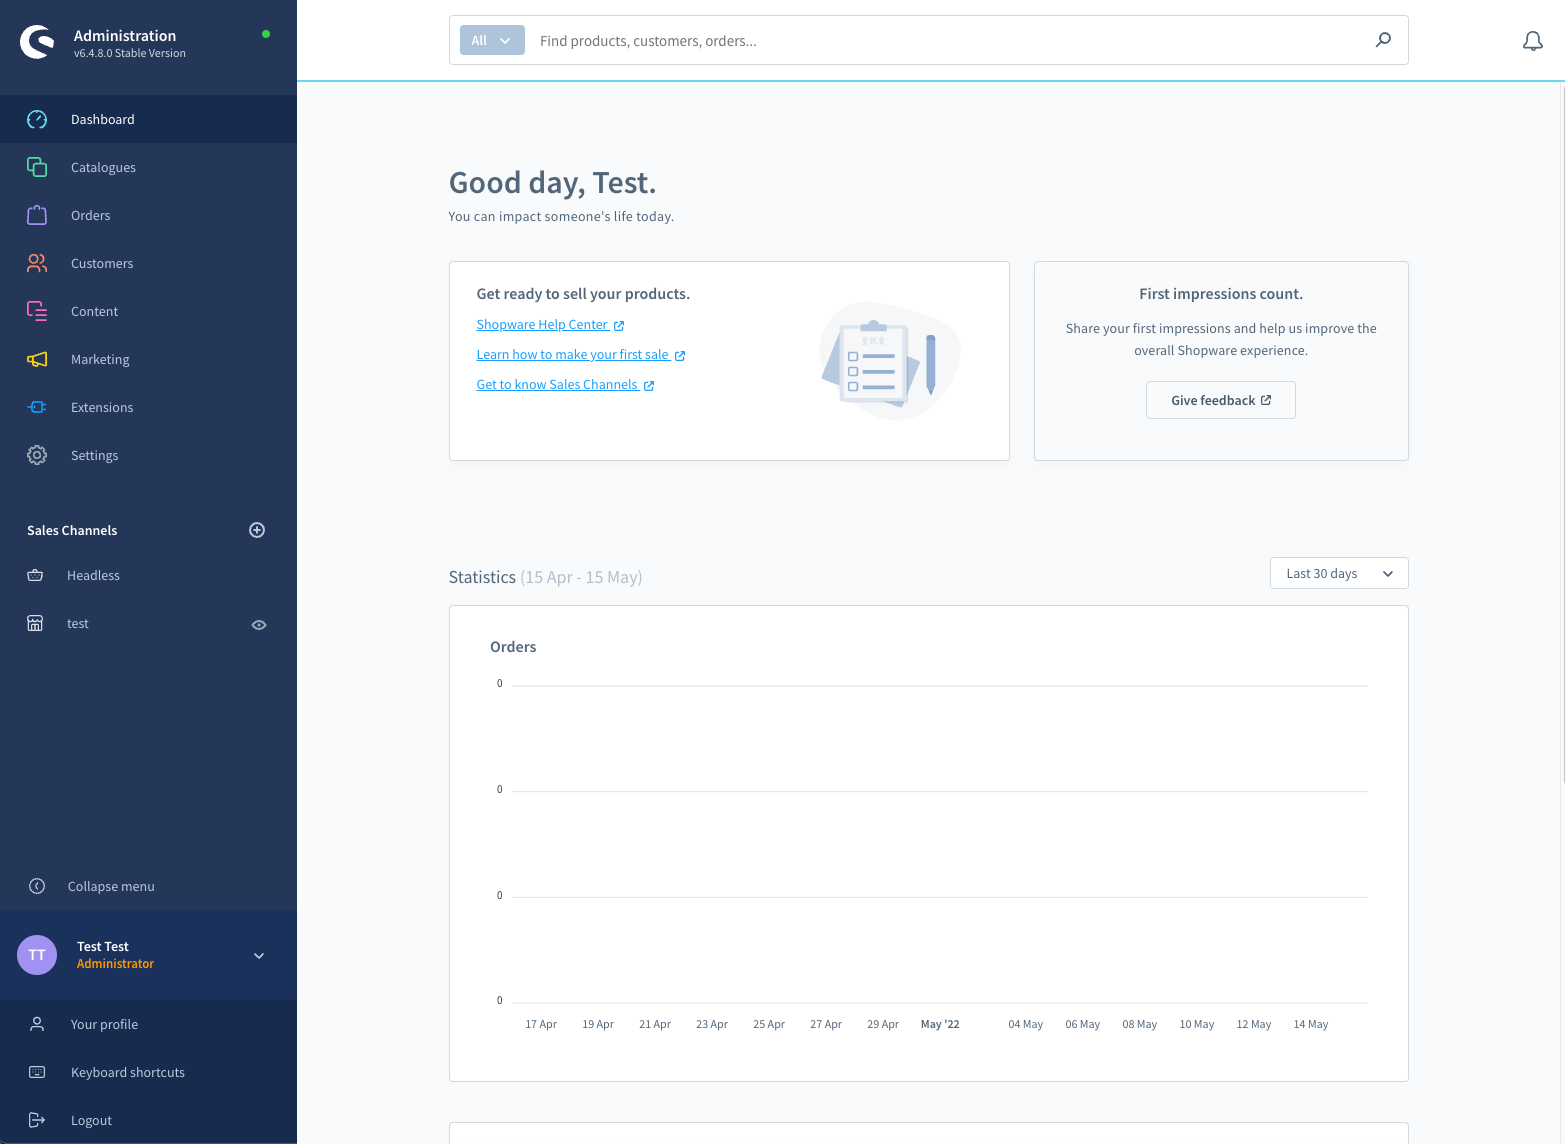 Administration
v6.4.8.0 Stable Version
Dashboard
Catalogues
Orders
Customers
Content
Marketing
Extensions
Settings
Sales Channels
Headless
test
Collapse menu
TT
Test Test
Administrator
Your profile
Keyboard shortcuts
Logout
All
Find products, customers, orders...
Good day, Test.
You can impact someone's life today.
Get ready to sell your products.
Shopware Help Center
Learn how to make your first sale
Get to know Sales Channels
First impressions count.
Share your first impressions and help us improve the
overall Shopware experience.
Give feedback
Statistics (15 Apr - 15 May)
Last 30 days
Orders
0
0
0
0
17 Apr 19 Apr 21 Apr 23 Apr 25 Apr 27 Apr 29 Apr May '22 04 May 06 May 08 May 10 May 12 May 14 May